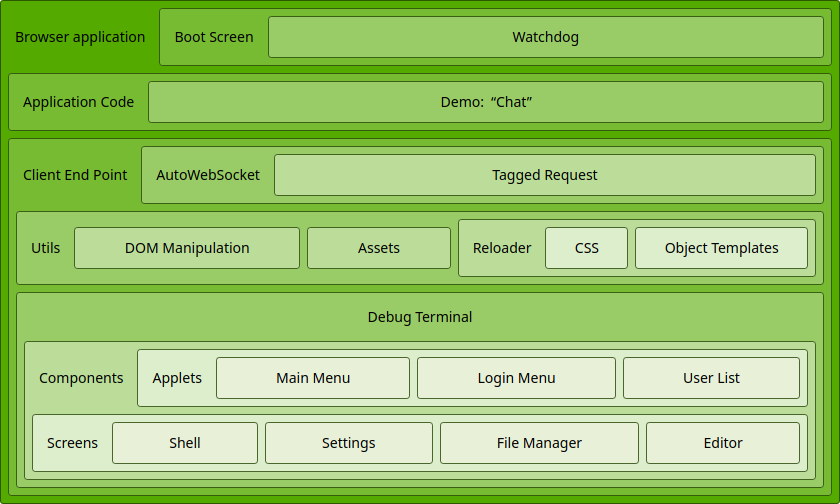 Browser application Boot Screen Watchdog
Application Code Demo: “Chat”
Client End Point AutoWebSocket Tagged Request
Utils DOM Manipulation Assets Reloader CSS Object Templates
Debug Terminal
Components Applets Main Menu Login Menu User List
Screens Shell Settings File Manager Editor